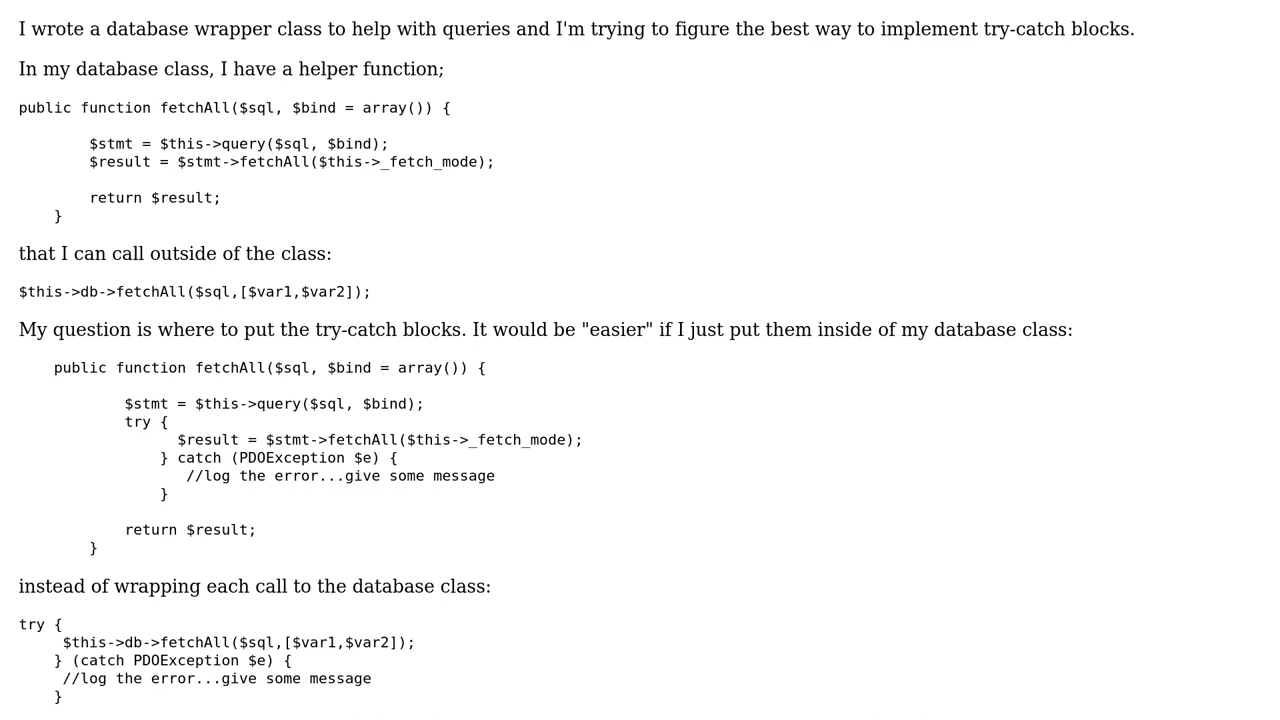 I wrote a database wrapper class to help with queries and I'm trying to figure the best way to implement try-catch blocks.
In my database class, I have a helper function;
public function fetchAll($sql, $bind = array()) {
$stmt = $this->query($sql, $bind);
$result = $stmt->fetchAll($this->_fetch_mode);
return $result;
}
that I can call outside of the class:
$this->db->fetchAll($sql,[$var1,$var2]);
My question is where to put the try-catch blocks. It would be "easier" if I just put them inside of my database class:
public function fetchAll($sql, $bind = array()) {
$stmt = $this->query($sql, $bind);
try {
$result = $stmt->fetchAll($this->_fetch_mode);
} catch (PDOException $e) {
//log the error...give some message
}
return $result;
}
instead of wrapping each call to the database class:
try {
$this->db->fetchAll($sql,[$var1,$var2]);
} (catch PDOException $e) {
//log the error...give some message
}